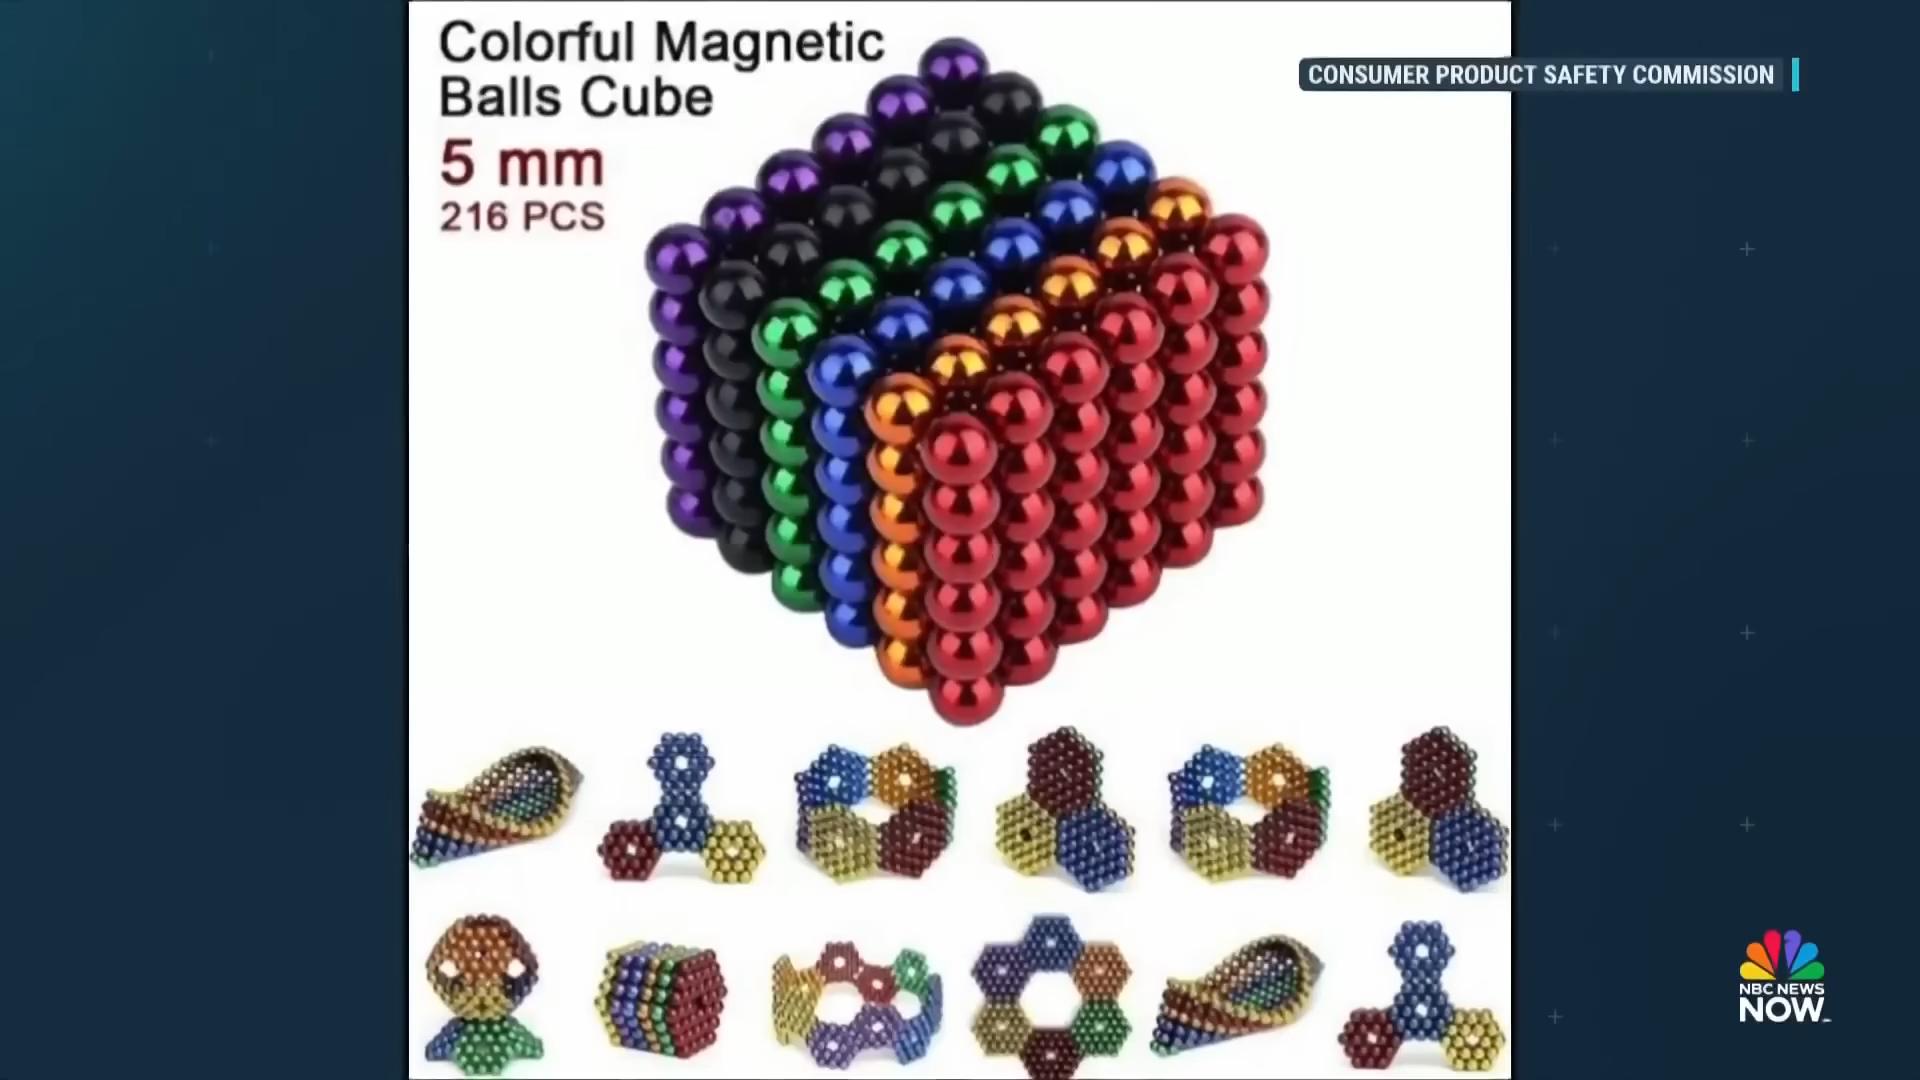 Colorful Magnetic
Balls Cube
5 mm
216 PCS
CONSUMER PRODUCT SAFETY COMMISSION
NBC NEWS
NOW